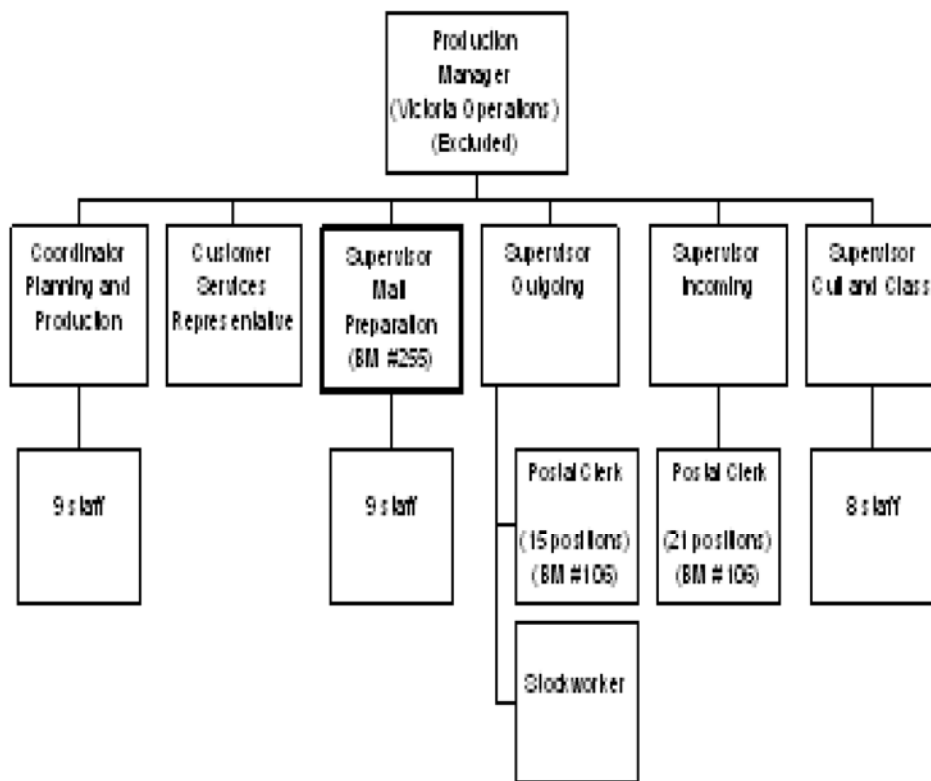 Production
Manager
(Victoria Operations)
(Excluded)
Coordinator
Planning and
Production
Customer
Services
Representative
Supervisor
Mail
Preparation
(BM #255)
Supervisor
Outgoing
Supervisor
Incoming
Supervisor
Cull and Class
9 staff
9 staff
Postal Clerk
(15 positions)
(BM #106)
Postal Clerk
(21 positions)
(BM #106)
8 staff
Stockworker